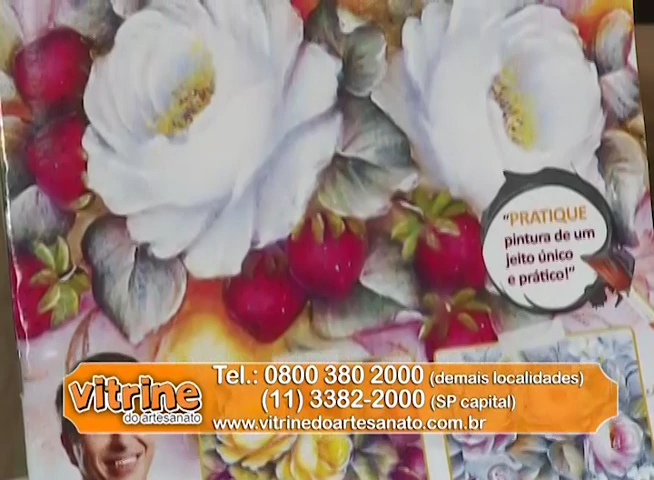 "PRATIQUE
pintura de um
jeito único
e prático!"
vitrine
do artesanato
Tel.: 0800 380 2000 (demais localidades)
(11) 3382-2000 (SP capital)
www.vitrinedoartesanato.com.br